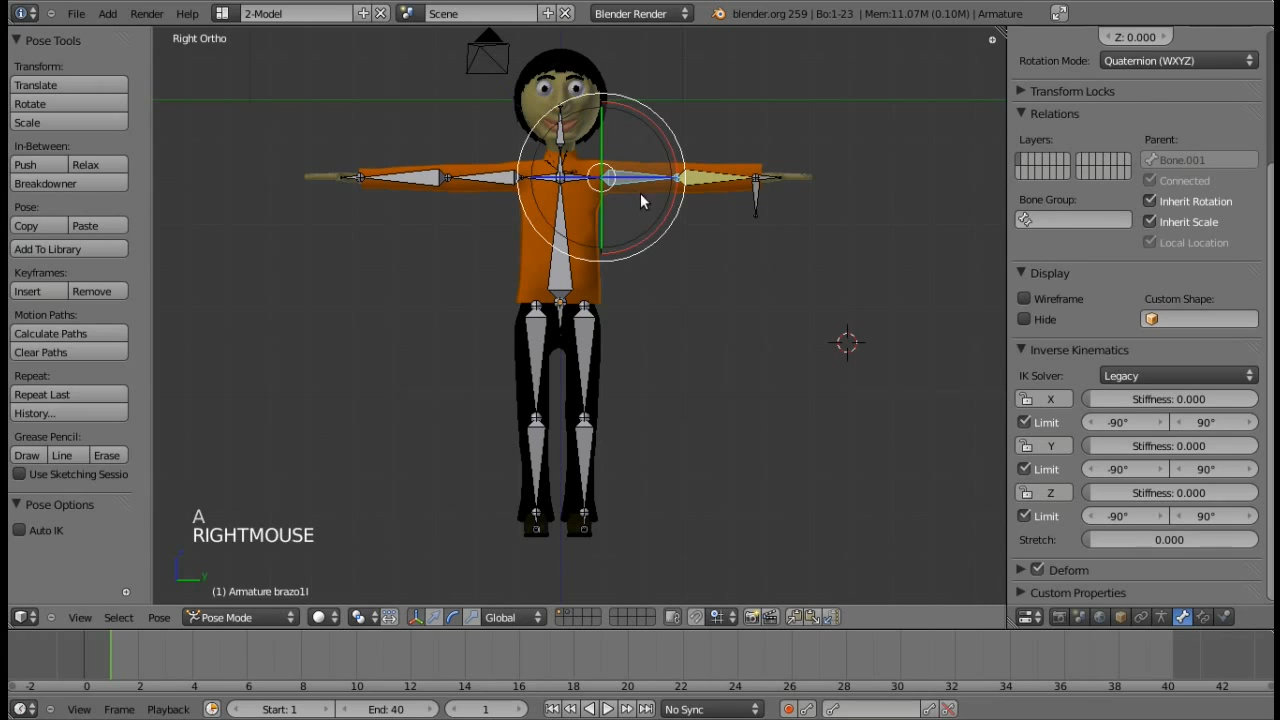 File Add Render Help 2-Model Scene Blender Render blender.org 259 | Bo:1-23 | Mem:11.07M (0.10M) | Armature
Pose Tools
Transform:
Translate
Rotate
Scale
In-Between:
Push Relax
Breakdowner
Pose:
Copy Paste
Add To Library
Keyframes:
Insert Remove
Motion Paths:
Calculate Paths
Clear Paths
Repeat:
Repeat Last
History...
Grease Pencil:
Draw Line Erase
Use Sketching Sessio
Pose Options
Auto IK
Right Ortho
A
RIGHTMOUSE
Z
Y
(1) Armature brazo1l
Z: 0.000
Rotation Mode: Quaternion (WXYZ)
Transform Locks
Relations
Layers: Parent:
Bone.001
Connected
Bone Group: Inherit Rotation
Inherit Scale
Local Location
Display
Wireframe Custom Shape:
Hide
Inverse Kinematics
IK Solver: Legacy
X Stiffness: 0.000
Limit -90° 90°
Y Stiffness: 0.000
Limit -90° 90°
Z Stiffness: 0.000
Limit -90° 90°
Stretch: 0.000
Deform
Custom Properties
View Select Pose Pose Mode Global
-2 0 2 4 6 8 10 12 14 16 18 20 22 24 26 28 30 32 34 36 38 40 42
View Frame Playback Start: 1 End: 40 1 No Sync